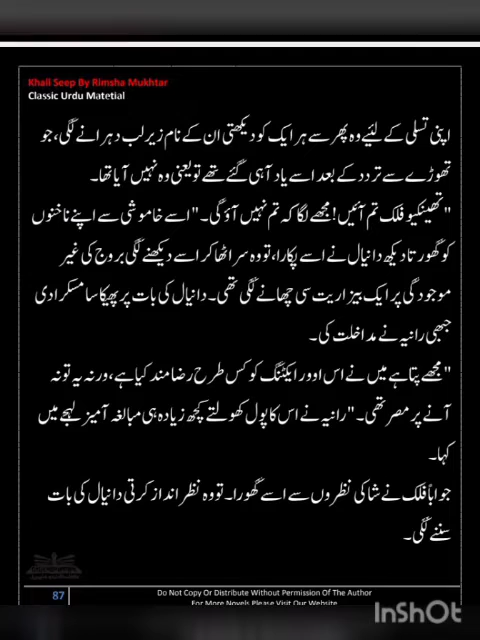 Khali Seep By Rimsha Mukhtar
Classic Urdu Matetial
اپنی تسلی کے لئیے وہ پھر سے ہر ایک کو دیکھتی ان کے نام زیر لب دہرانے لگی، جو
تھوڑے سے تردد کے بعد اسے یاد آہی گئے تھے تو یعنی وہ نہیں آیا تھا۔
"تھینکیو فلک تم آئیں! مجھے لگا کہ تم نہیں آؤ گی۔" اسے خاموشی سے اپنے ناخنوں
کو گھورتا دیکھ دانیال نے اسے پکارا، تو وہ سر اٹھا کر اسے دیکھنے لگی بروج کی غیر
موجودگی پر ایک بیزاریت سی چھانے لگی تھی۔ دانیال کی بات پر پھیکا سا مسکرا دی
جبھی رانیہ نے مداخلت کی۔
"مجھے پتا ہے میں نے اس اوور ایکٹنگ کو کس طرح رضامند کیا ہے، ورنہ یہ تو نہ
آنے پر مصر تھی۔" رانیہ نے اس کا پول کھولتے کچھ زیادہ ہی مبالغہ آمیز لہجے میں
کہا۔
جواباً فلک نے شاکی نظروں سے اسے گھورا۔ تو وہ نظر انداز کرتی دانیال کی بات
سننے لگی۔
87
Do Not Copy Or Distribute Without Permission Of The Author
For More Novels Please Visit Our Website
InShOt